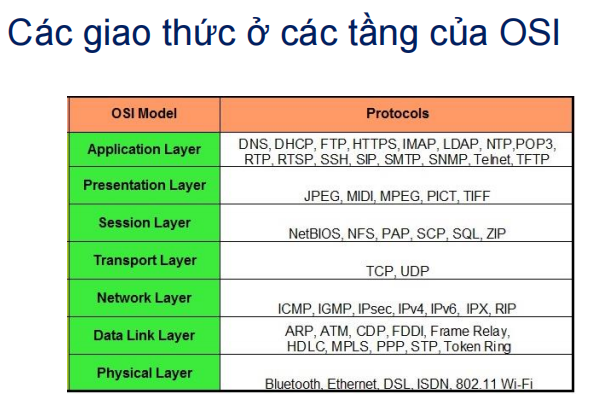 Các giao thức ở các tầng của OSI
OSI Model Protocols
Application Layer DNS, DHCP, FTP, HTTPS, IMAP, LDAP, NTP,POP3,
RTP, RTSP, SSH, SIP, SMTP, SNMP, Telnet, TFTP
Presentation Layer JPEG, MIDI, MPEG, PICT, TIFF
Session Layer NetBIOS, NFS, PAP, SCP, SQL, ZIP
Transport Layer TCP, UDP
Network Layer ICMP, IGMP, IPsec, IPv4, IPv6, IPX, RIP
Data Link Layer ARP, ATM, CDP, FDDI, Frame Relay,
HDLC, MPLS, PPP, STP, Token Ring
Physical Layer Bluetooth, Ethernet, DSL, ISDN, 802.11 Wi-Fi